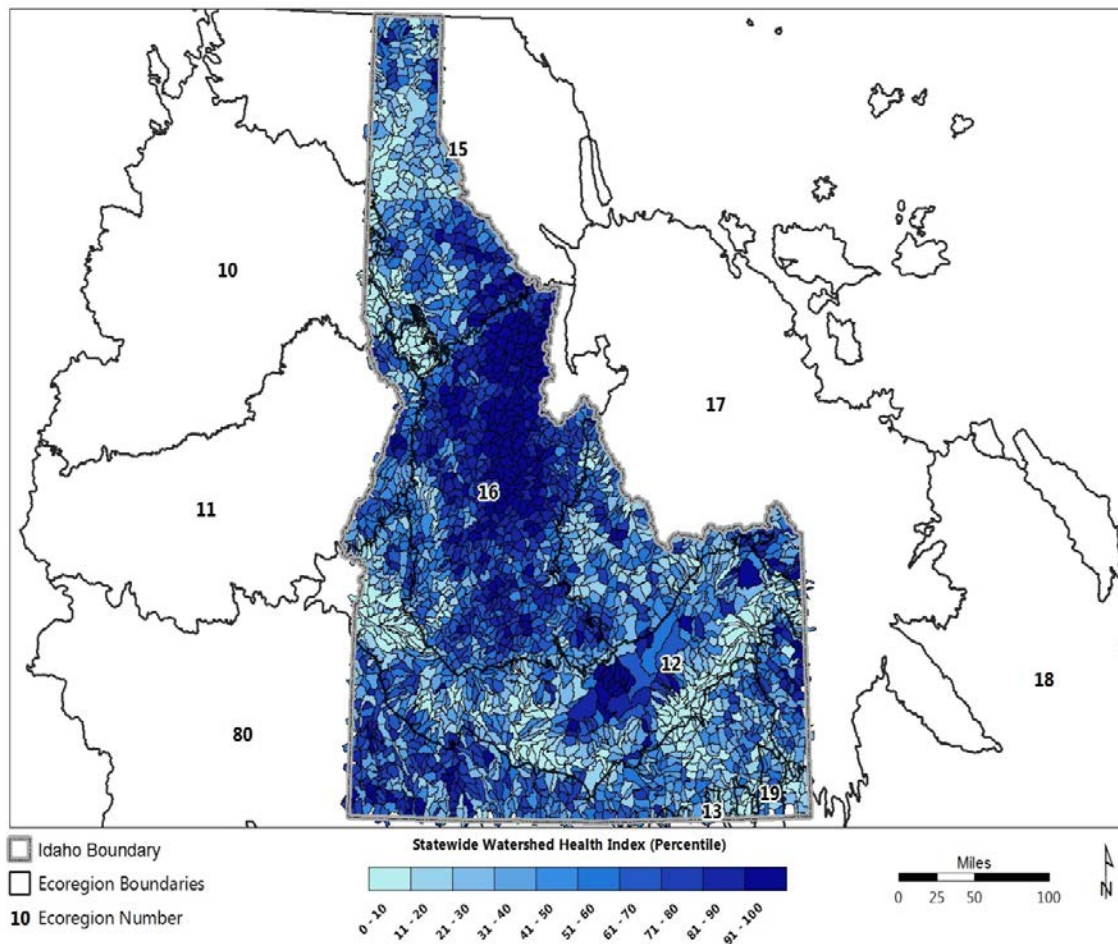 15
10
17
16
11
12
18
80
19
13
Idaho Boundary
Ecoregion Boundaries
10 Ecoregion Number
Statewide Watershed Health Index (Percentile)
0 - 10
11 - 20
21 - 30
31 - 40
41 - 50
51 - 60
61 - 70
71 - 80
81 - 90
91 - 100
Miles
0 25 50 100
N